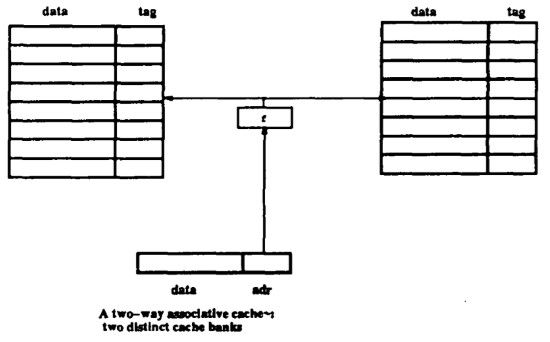 data tag
data tag
f
data adr
A two-way associative cache~:
two distinct cache banks